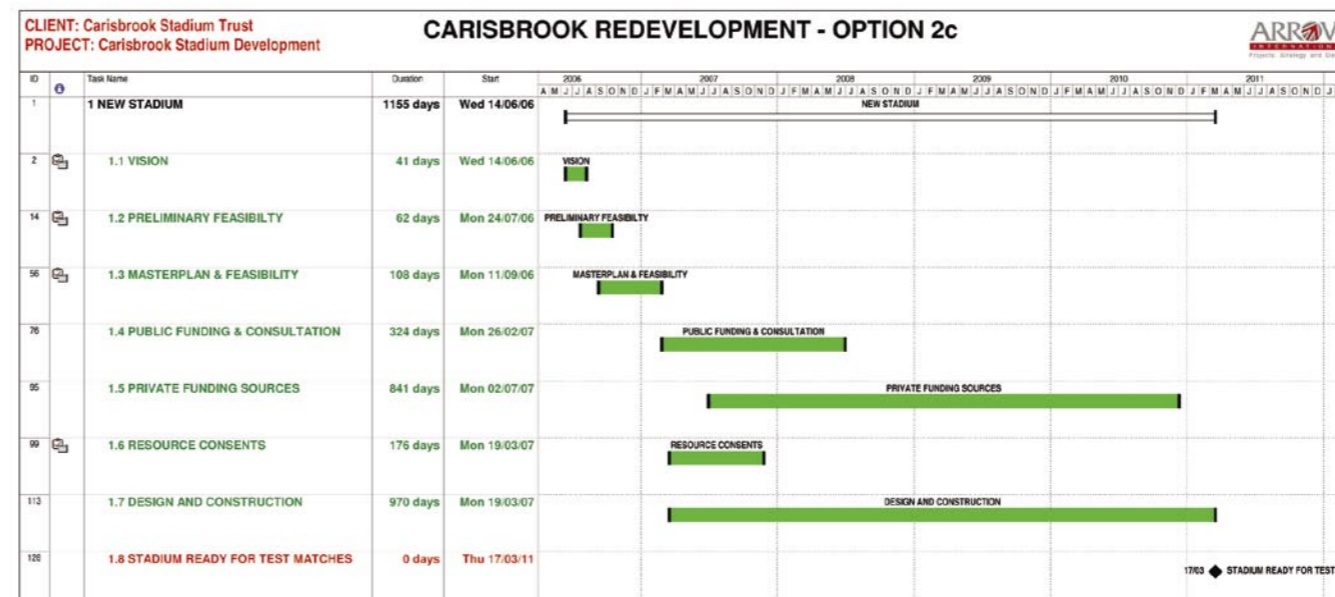 CLIENT: Carisbrook Stadium Trust
PROJECT: Carisbrook Stadium Development
CARISBROOK REDEVELOPMENT - OPTION 2c
ARROW
INTERNATIONAL
Projects Strategy and
ID Task Name Duration Start 2006 2007 2008 2009 2010 2011
A M J J A S O N D J F M A M J J A S O N D J F M A M J J A S O N D J F M A M J J A S O N D J F M A M J J A S O N D J F M A M J J A S O N D J
1 1 NEW STADIUM 1155 days Wed 14/06/06 NEW STADIUM
2 1.1 VISION 41 days Wed 14/06/06 VISION
14 1.2 PRELIMINARY FEASIBILTY 62 days Mon 24/07/06 PRELIMINARY FEASIBILTY
56 1.3 MASTERPLAN & FEASIBILITY 108 days Mon 11/09/06 MASTERPLAN & FEASIBILITY
76 1.4 PUBLIC FUNDING & CONSULTATION 324 days Mon 26/02/07 PUBLIC FUNDING & CONSULTATION
95 1.5 PRIVATE FUNDING SOURCES 841 days Mon 02/07/07 PRIVATE FUNDING SOURCES
99 1.6 RESOURCE CONSENTS 176 days Mon 19/03/07 RESOURCE CONSENTS
113 1.7 DESIGN AND CONSTRUCTION 970 days Mon 19/03/07 DESIGN AND CONSTRUCTION
126 1.8 STADIUM READY FOR TEST MATCHES 0 days Thu 17/03/11 17/03 STADIUM READY FOR TEST